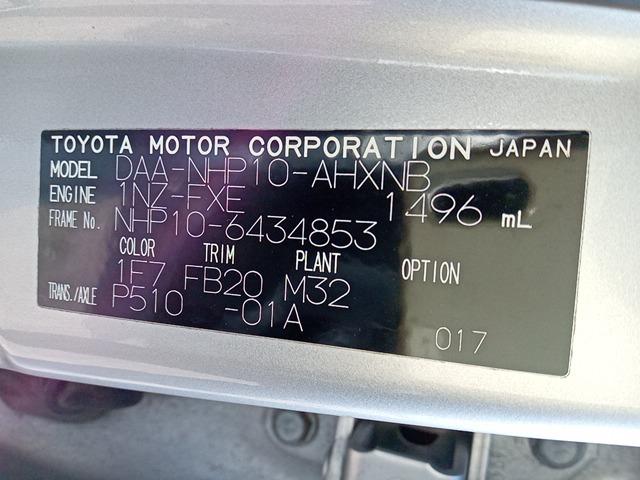 TOYOTA MOTOR CORPORATION JAPAN
MODEL DAA-NHP10-AHXNB
ENGINE 1NZ-FXE 1496 mL
FRAME No. NHP10-6434853
COLOR TRIM PLANT OPTION
1F7 FB20 M32
TRANS./AXLE P510 -01A
017